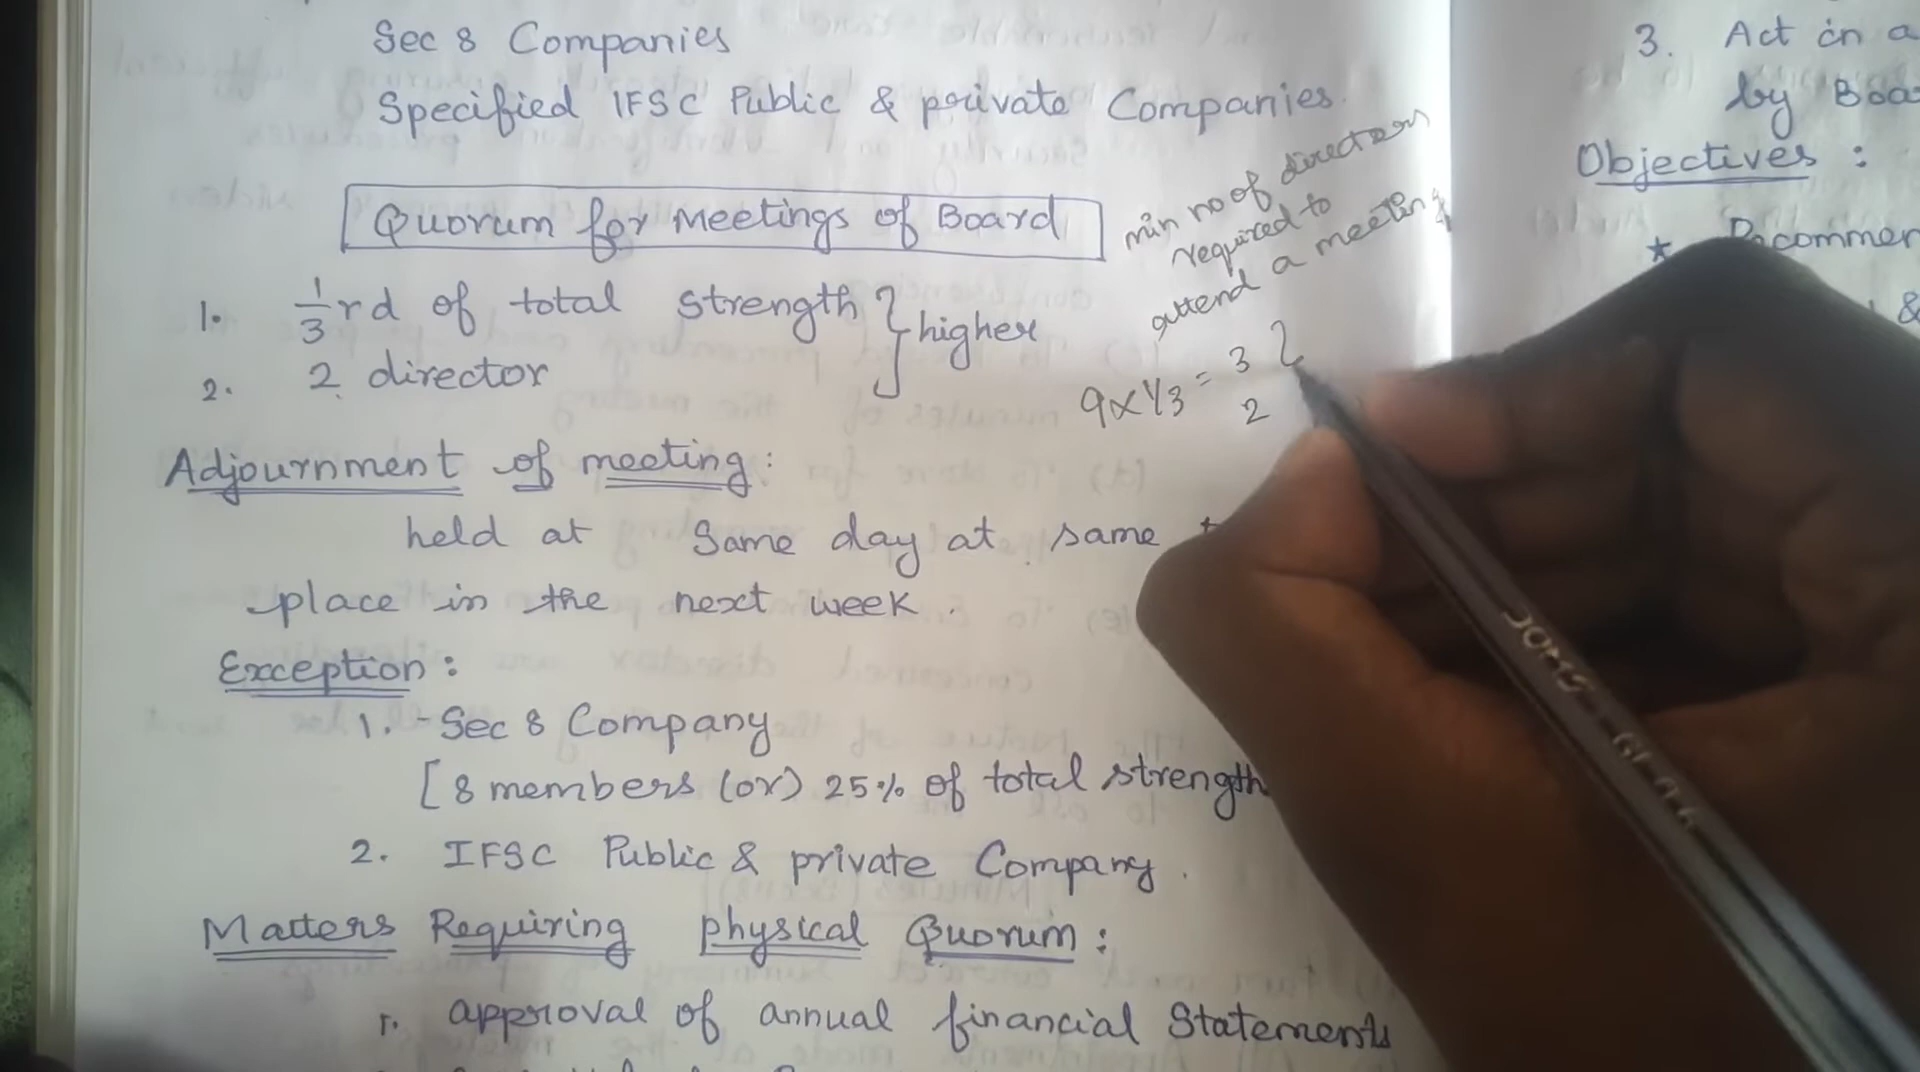 Sec 8 Companies
Specified IFSC Public & private Companies.
Quorum for Meetings of Board
min no of directors
required to
attend a meeting
1. 1/3 rd of total strength } higher
2. 2 director
9x1/3 = 3
2
Adjournment of meeting:
held at Same day at same
place in the next week.
Exception:
1. - Sec 8 Company
[8 members (or) 25% of total strength
2. IFSC Public & private Company.
Matters Requiring physical Quorum:
1. approval of annual financial Statements
3. Act in a
by Boa
Objectives :
* Recommen
&
DOMS